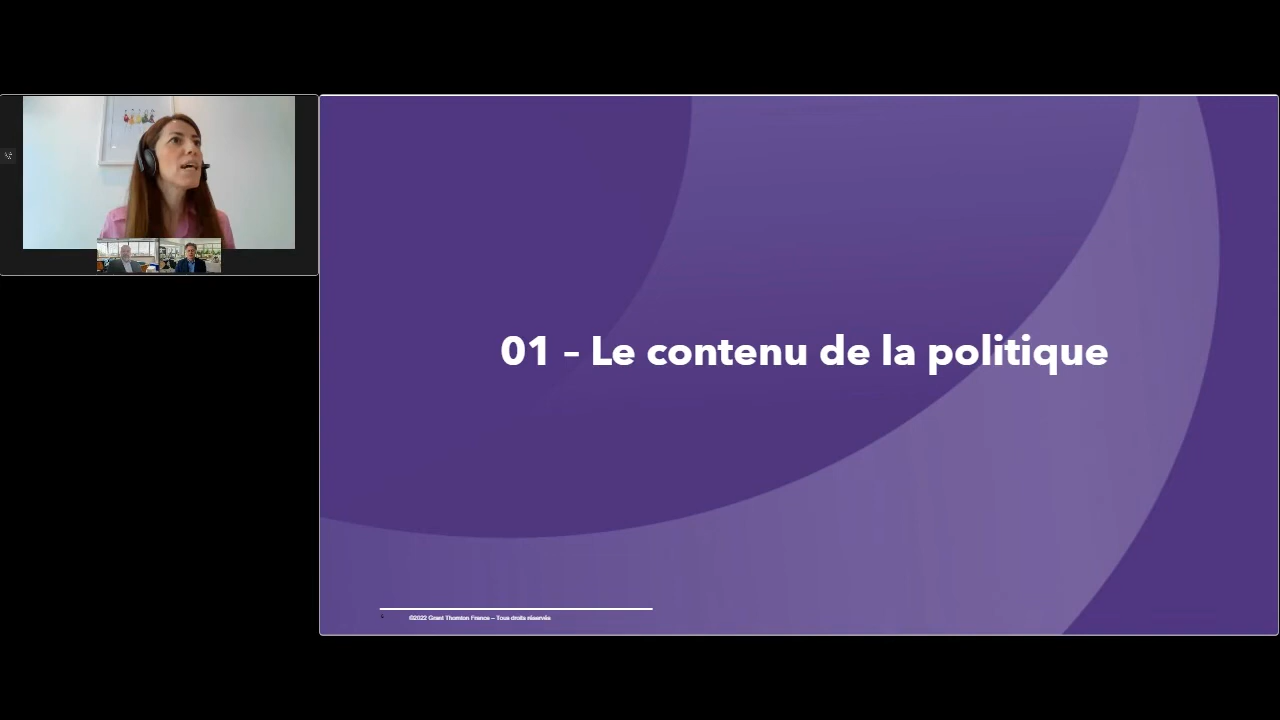 01 – Le contenu de la politique
©2022 Grant Thornton France – Tous droits réservés